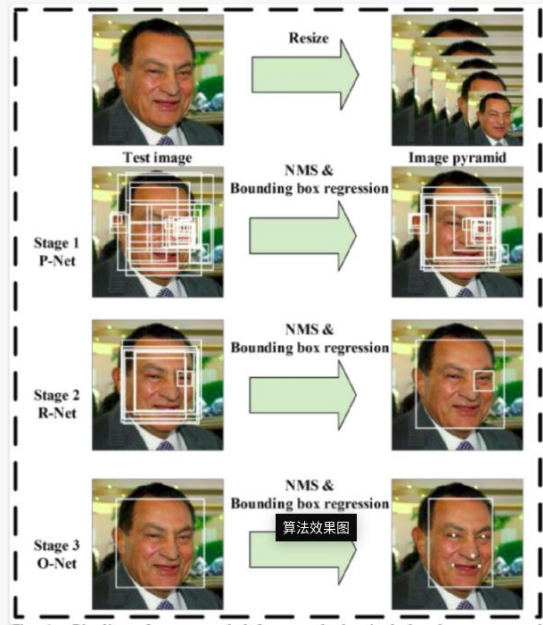 Resize
Test image
Image pyramid
NMS &
Bounding box regression
Stage 1
P-Net
NMS &
Bounding box regression
Stage 2
R-Net
NMS &
Bounding box regression
算法效果图
Stage 3
O-Net